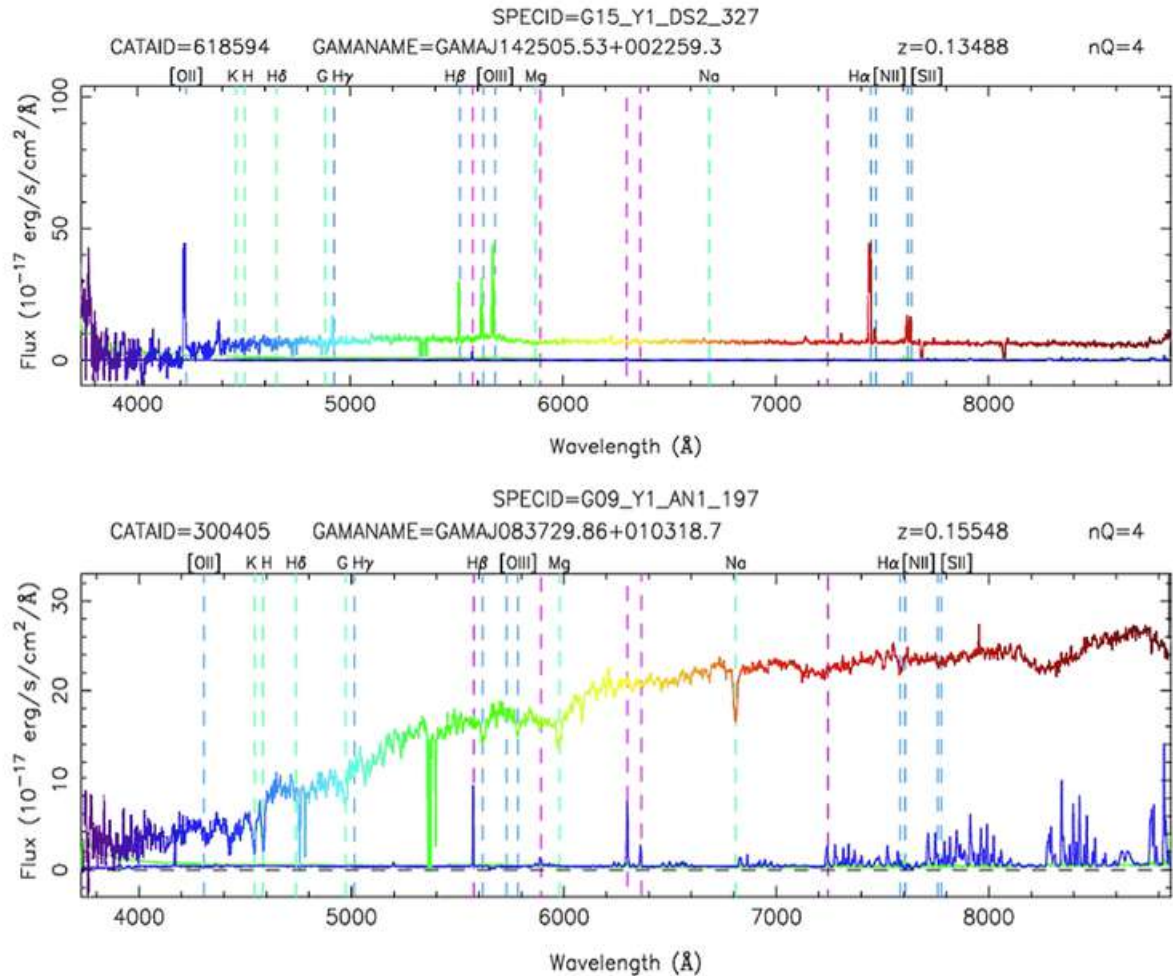 SPECID=G15_Y1_DS2_327
CATAID=618594 GAMANAME=GAMAJ142505.53+002259.3 z=0.13488 nQ=4
[OII] K H Hδ G Hγ Hβ [OIII] Mg Na Hα [NII] [SII]
100
50
0
Flux (10⁻¹⁷ erg/s/cm²/Å)
4000 5000 6000 7000 8000
Wavelength (Å)
SPECID=G09_Y1_AN1_197
CATAID=300405 GAMANAME=GAMAJ083729.86+010318.7 z=0.15548 nQ=4
[OII] K H Hδ G Hγ Hβ [OIII] Mg Na Hα [NII] [SII]
30
20
10
0
Flux (10⁻¹⁷ erg/s/cm²/Å)
4000 5000 6000 7000 8000
Wavelength (Å)